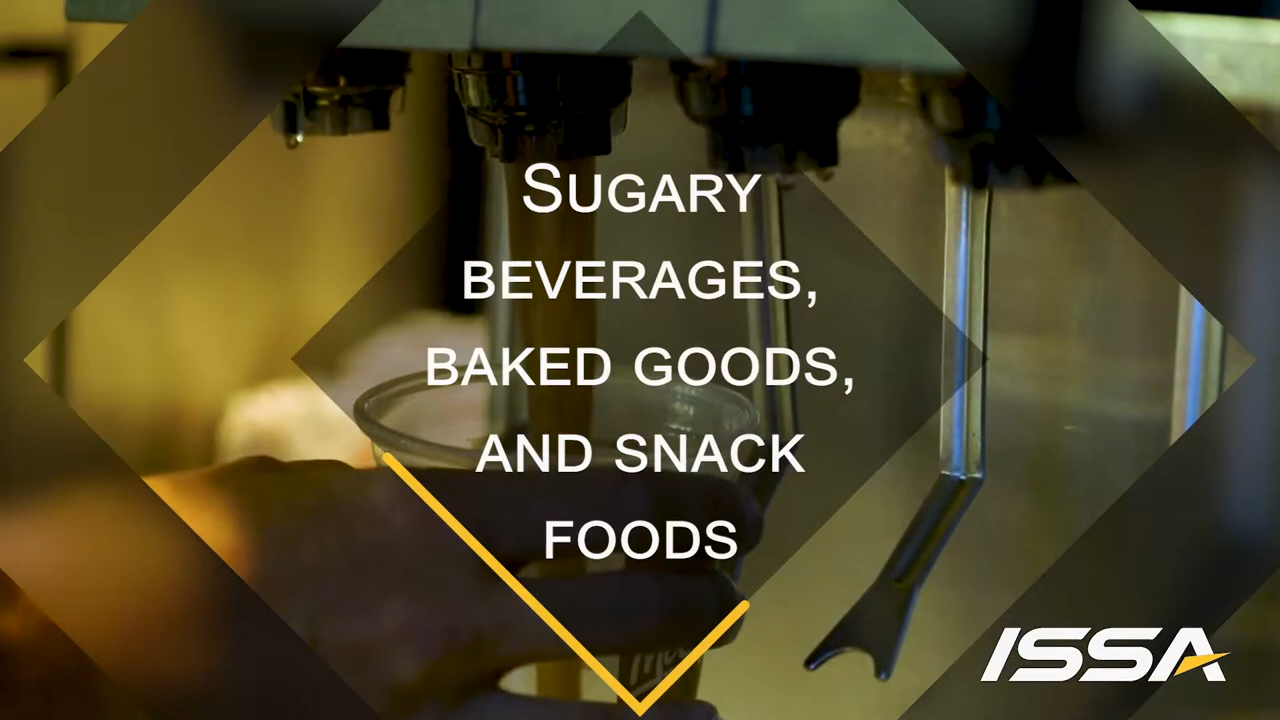 Sugary
beverages,
baked goods,
and snack
foods
ISSA